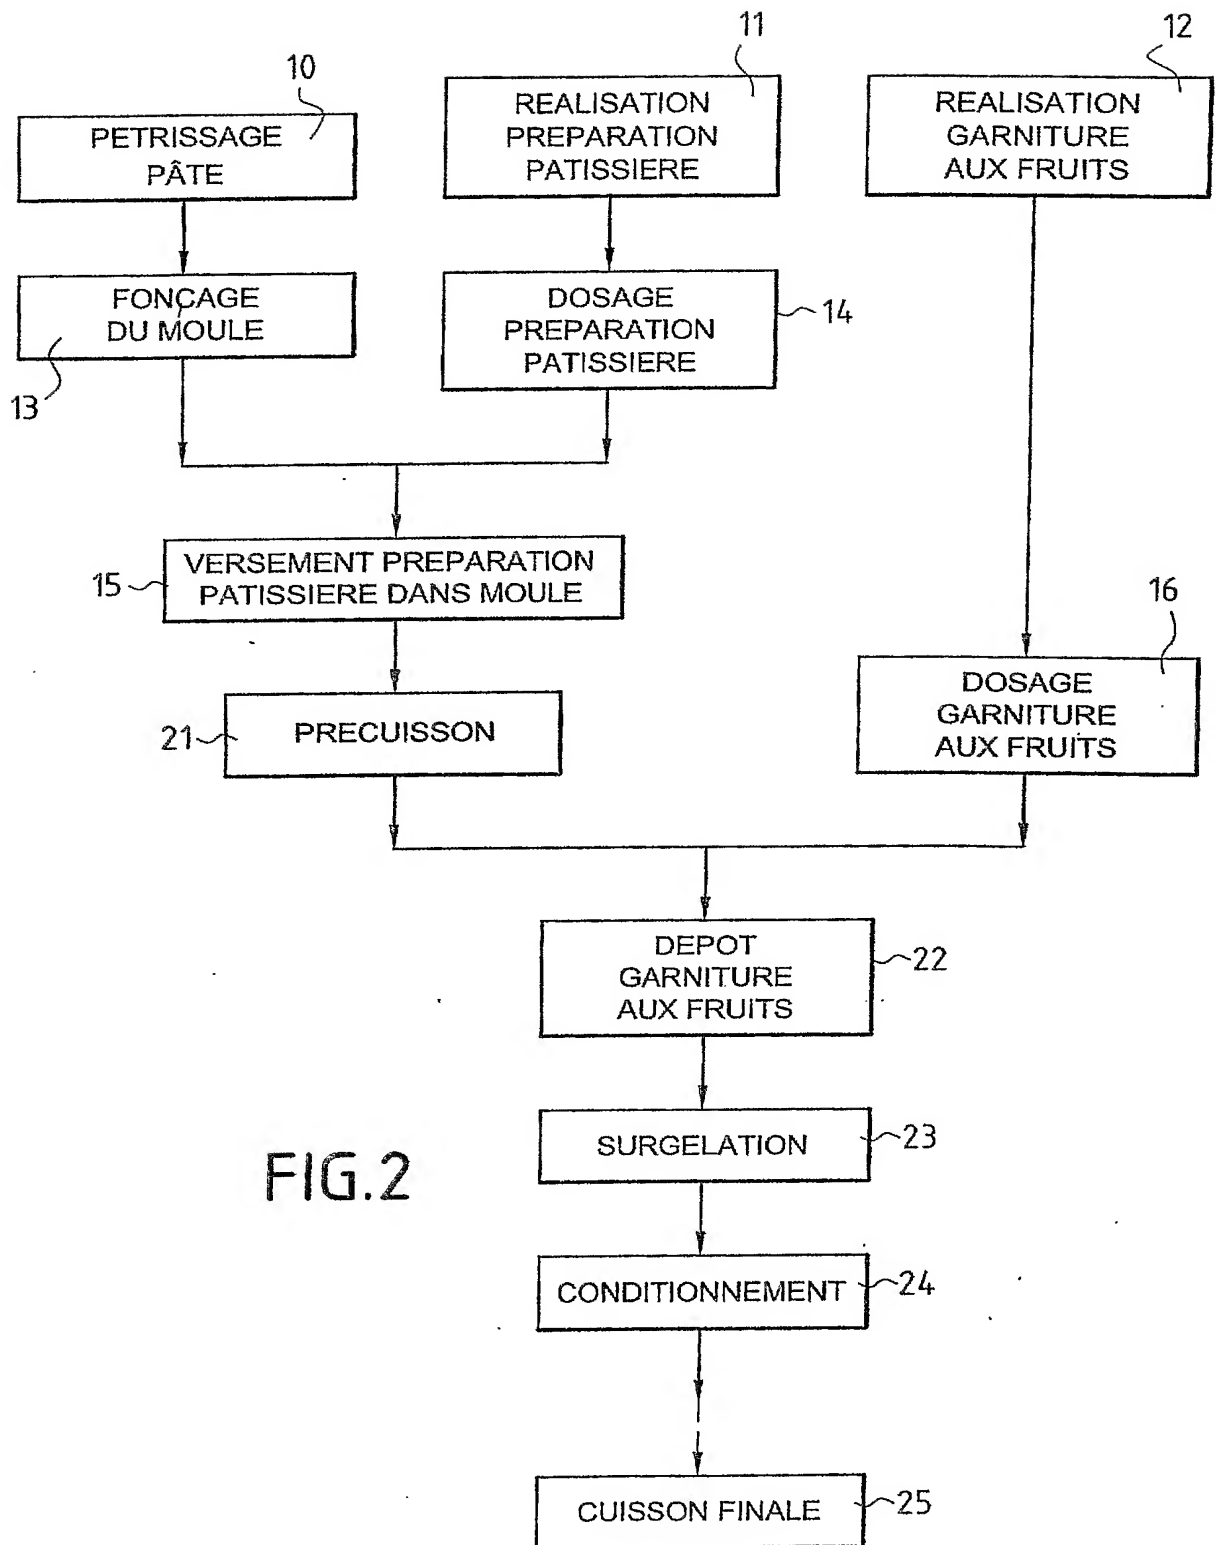 10
PETRISSAGE
PÂTE
11
REALISATION
PREPARATION
PATISSIERE
12
REALISATION
GARNITURE
AUX FRUITS
FONÇAGE
DU MOULE
13
DOSAGE
PREPARATION
PATISSIERE
14
VERSEMENT PREPARATION
PATISSIERE DANS MOULE
15
16
DOSAGE
GARNITURE
AUX FRUITS
21
PRECUISSON
DEPOT
GARNITURE
AUX FRUITS
22
SURGELATION
23
FIG.2
CONDITIONNEMENT
24
CUISSON FINALE
25